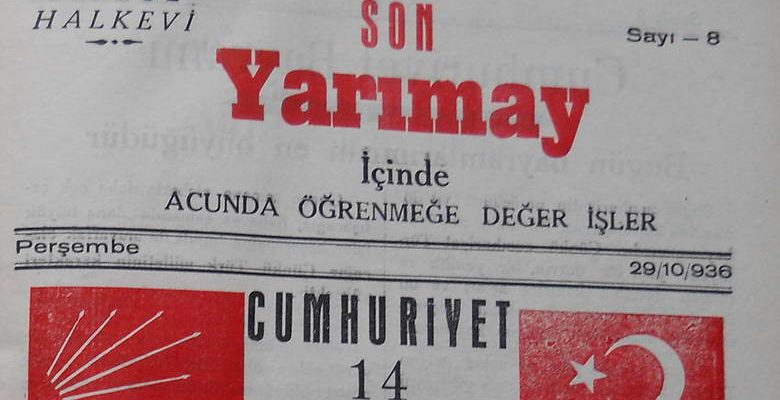 HALKEVİ
SON
Sayı — 8
Yarımay
İçinde
ACUNDA ÖĞRENMEĞE DEĞER İŞLER
Perşembe
29/10/936
CUMHURİYET
14